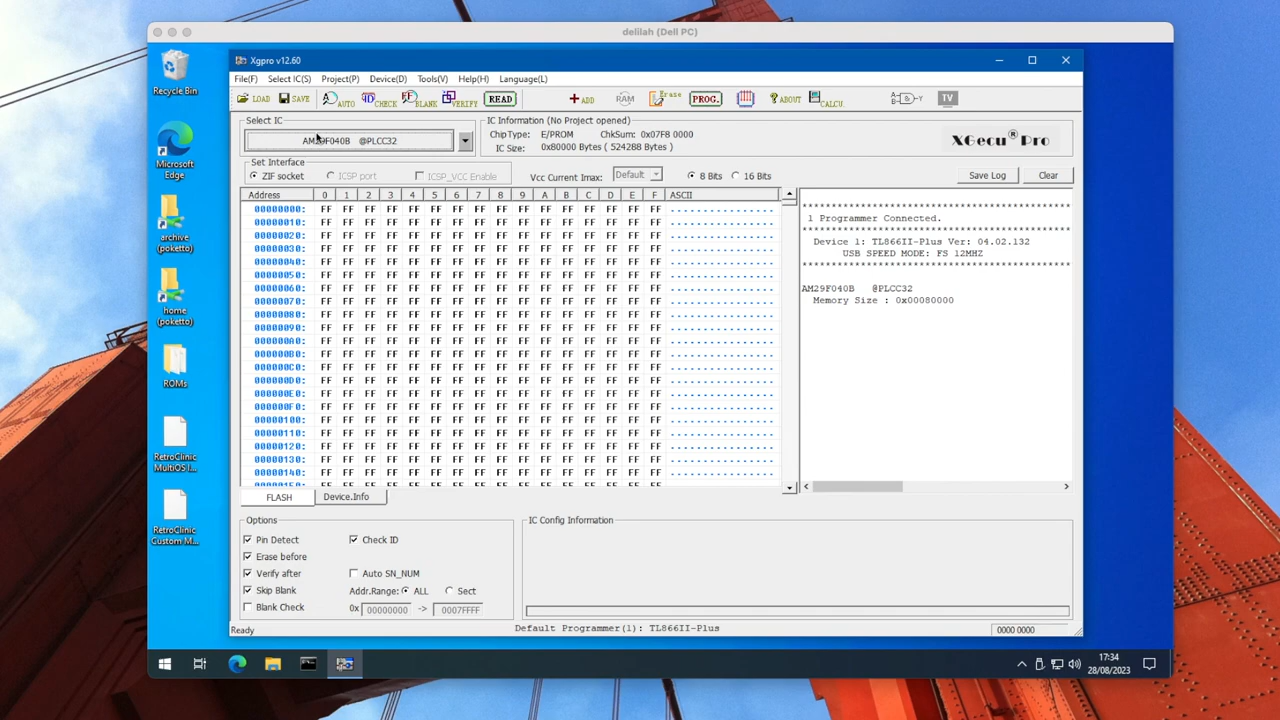 delilah (Dell PC)
Recycle Bin
Microsoft
Edge
archive
(poketto)
home
(poketto)
ROMs
RetroClinic
MultiOS I...
RetroClinic
Custom M...
Xgpro v12.60
File(F) Select IC(S) Project(P) Device(D) Tools(V) Help(H) Language(L)
LOAD SAVE AUTO CHECK BLANK VERIFY READ ADD RAM Erase PROG. ABOUT CALCU. TV
Select IC
AM29F040B @PLCC32
IC Information (No Project opened)
ChipType: E/PROM ChkSum: 0x07F8 0000
IC Size: 0x80000 Bytes ( 524288 Bytes )
XGecu® Pro
Set Interface
ZIF socket ICSP port ICSP_VCC Enable
Vcc Current Imax: Default 8 Bits 16 Bits
Save Log Clear
Address 0 1 2 3 4 5 6 7 8 9 A B C D E F ASCII
00000000: FF FF FF FF FF FF FF FF FF FF FF FF FF FF FF FF ................
00000010: FF FF FF FF FF FF FF FF FF FF FF FF FF FF FF FF ................
00000020: FF FF FF FF FF FF FF FF FF FF FF FF FF FF FF FF ................
00000030: FF FF FF FF FF FF FF FF FF FF FF FF FF FF FF FF ................
00000040: FF FF FF FF FF FF FF FF FF FF FF FF FF FF FF FF ................
00000050: FF FF FF FF FF FF FF FF FF FF FF FF FF FF FF FF ................
00000060: FF FF FF FF FF FF FF FF FF FF FF FF FF FF FF FF ................
00000070: FF FF FF FF FF FF FF FF FF FF FF FF FF FF FF FF ................
00000080: FF FF FF FF FF FF FF FF FF FF FF FF FF FF FF FF ................
00000090: FF FF FF FF FF FF FF FF FF FF FF FF FF FF FF FF ................
000000A0: FF FF FF FF FF FF FF FF FF FF FF FF FF FF FF FF ................
000000B0: FF FF FF FF FF FF FF FF FF FF FF FF FF FF FF FF ................
000000C0: FF FF FF FF FF FF FF FF FF FF FF FF FF FF FF FF ................
000000D0: FF FF FF FF FF FF FF FF FF FF FF FF FF FF FF FF ................
000000E0: FF FF FF FF FF FF FF FF FF FF FF FF FF FF FF FF ................
000000F0: FF FF FF FF FF FF FF FF FF FF FF FF FF FF FF FF ................
00000100: FF FF FF FF FF FF FF FF FF FF FF FF FF FF FF FF ................
00000110: FF FF FF FF FF FF FF FF FF FF FF FF FF FF FF FF ................
00000120: FF FF FF FF FF FF FF FF FF FF FF FF FF FF FF FF ................
00000130: FF FF FF FF FF FF FF FF FF FF FF FF FF FF FF FF ................
00000140: FF FF FF FF FF FF FF FF FF FF FF FF FF FF FF FF ................
00000150: FF FF FF FF FF FF FF FF FF FF FF FF FF FF FF FF ................
****************************************
1 Programmer Connected.
****************************************
Device 1: TL866II-Plus Ver: 04.02.132
USB SPEED MODE: FS 12MHZ
****************************************
AM29F040B @PLCC32
Memory Size : 0x00080000
FLASH Device.Info
Options
Pin Detect Check ID
Erase before
Verify after Auto SN_NUM
Skip Blank Addr.Range: ALL Sect
Blank Check 0x 00000000 -> 0007FFFF
IC Config Information
Ready Default Programmer(1): TL866II-Plus 0000 0000
17:34
28/08/2023